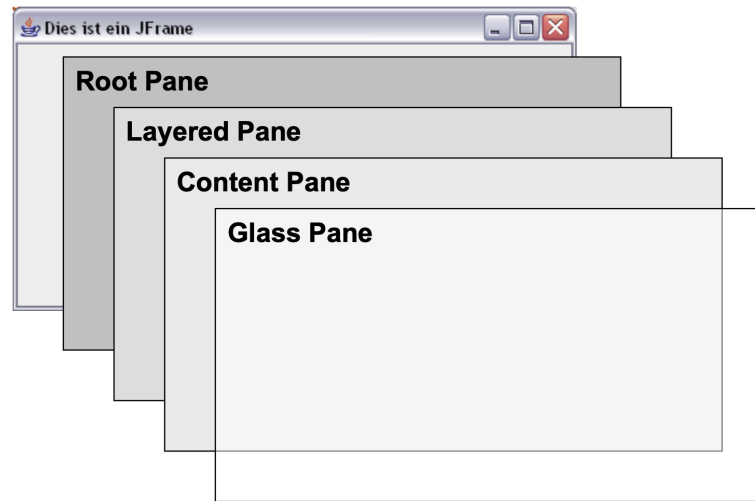 Dies ist ein JFrame
Root Pane
Layered Pane
Content Pane
Glass Pane